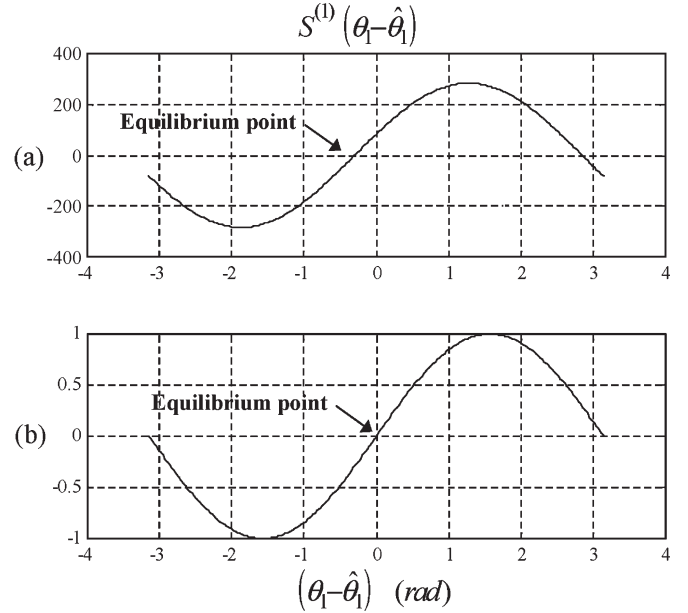 S^(1) (θ₁–θ̂₁)
400
200
Equilibrium point
(a)
0
-200
-400
-4 -3 -2 -1 0 1 2 3 4
1
0.5
Equilibrium point
(b)
0
-0.5
-1
-4 -3 -2 -1 0 1 2 3 4
(θ₁–θ̂₁) (rad)